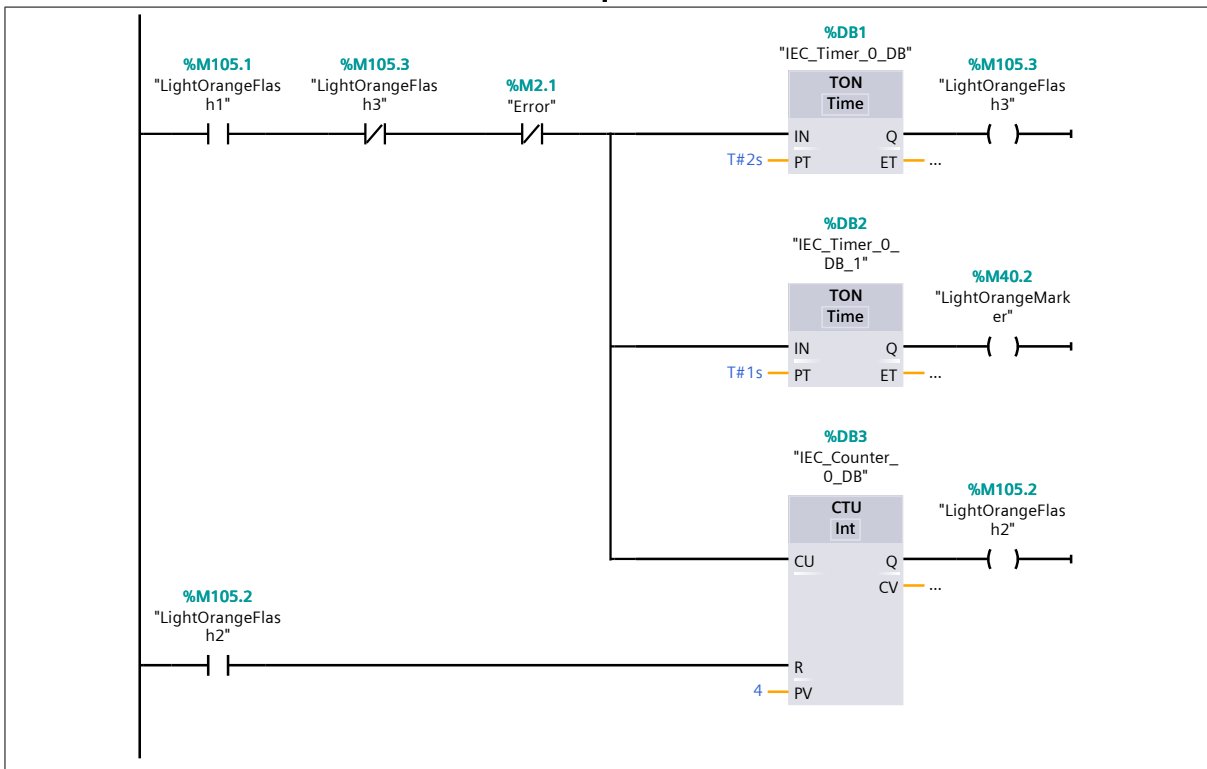 %DB1
"IEC_Timer_0_DB"
%M105.1
"LightOrangeFlas
h1"
%M105.3
"LightOrangeFlas
h3"
%M2.1
"Error"
TON
Time
%M105.3
"LightOrangeFlas
h3"
IN
Q
T#2s
PT
ET
...
%DB2
"IEC_Timer_0_
DB_1"
TON
Time
%M40.2
"LightOrangeMark
er"
IN
Q
T#1s
PT
ET
...
%DB3
"IEC_Counter_
0_DB"
CTU
Int
%M105.2
"LightOrangeFlas
h2"
CU
Q
CV
...
%M105.2
"LightOrangeFlas
h2"
R
4
PV